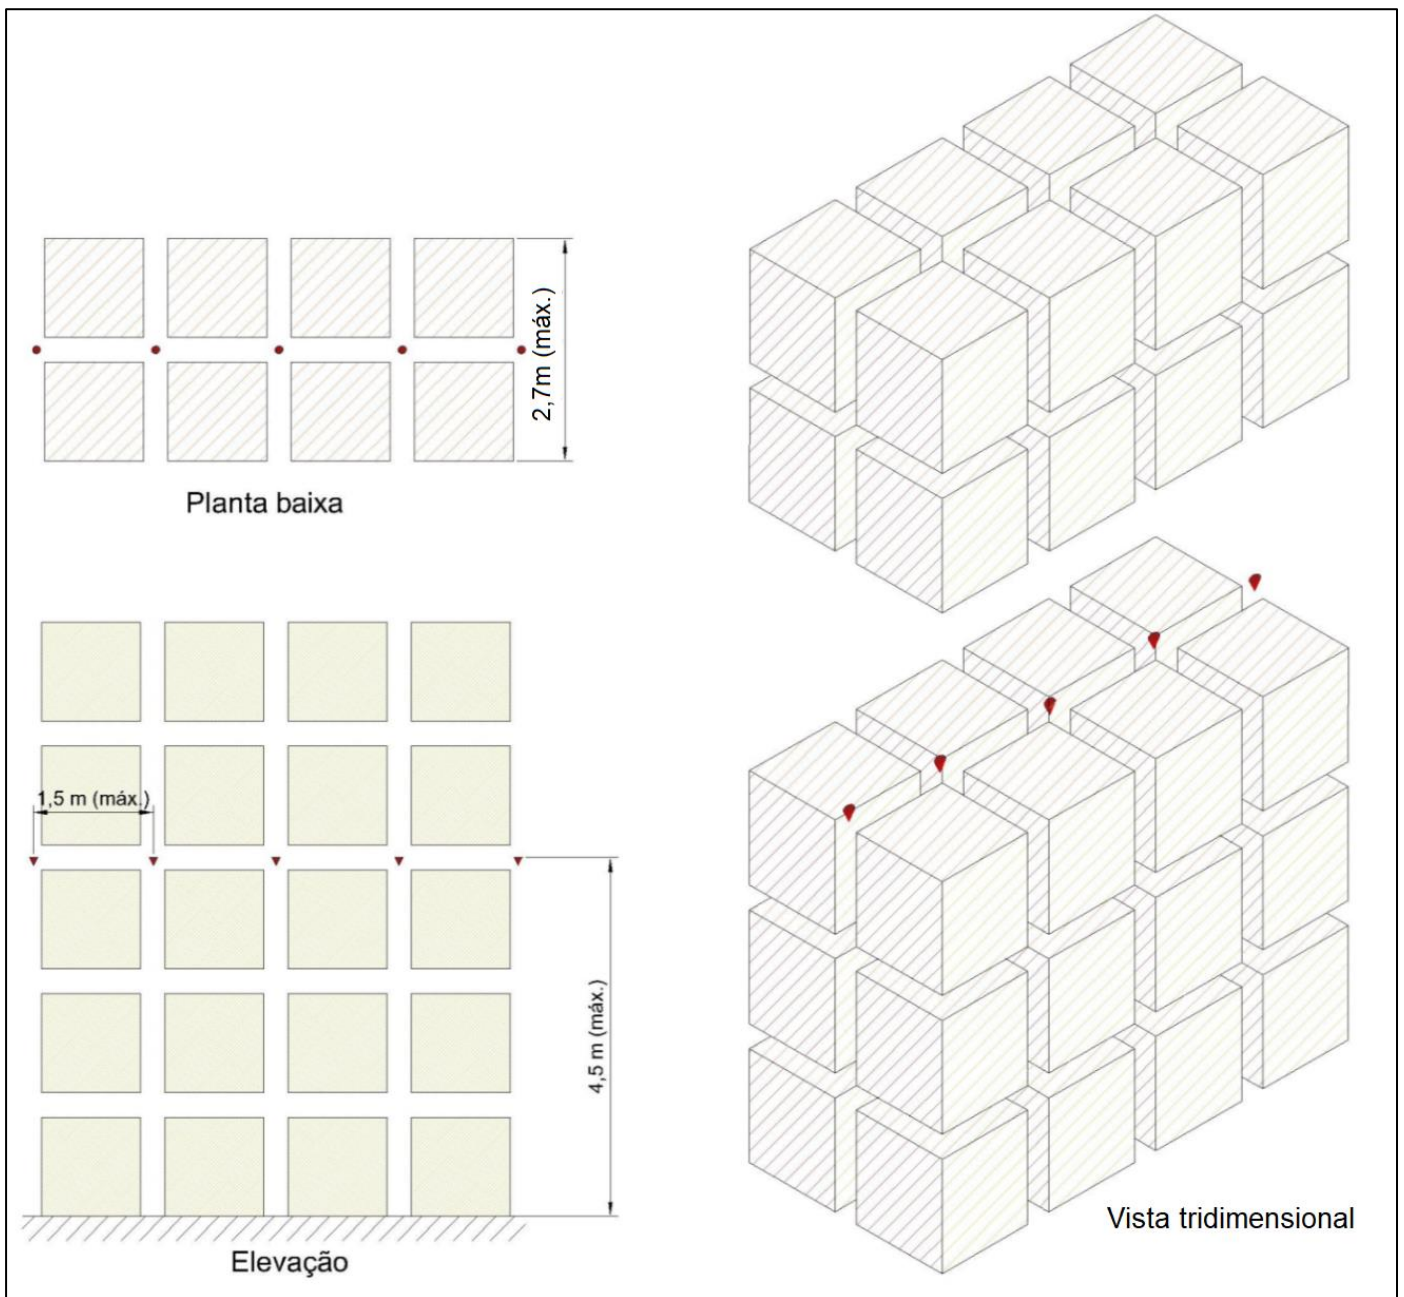 2,7m (máx.)
Planta baixa
1,5 m (máx.)
4,5 m (máx.)
Elevação
Vista tridimensional